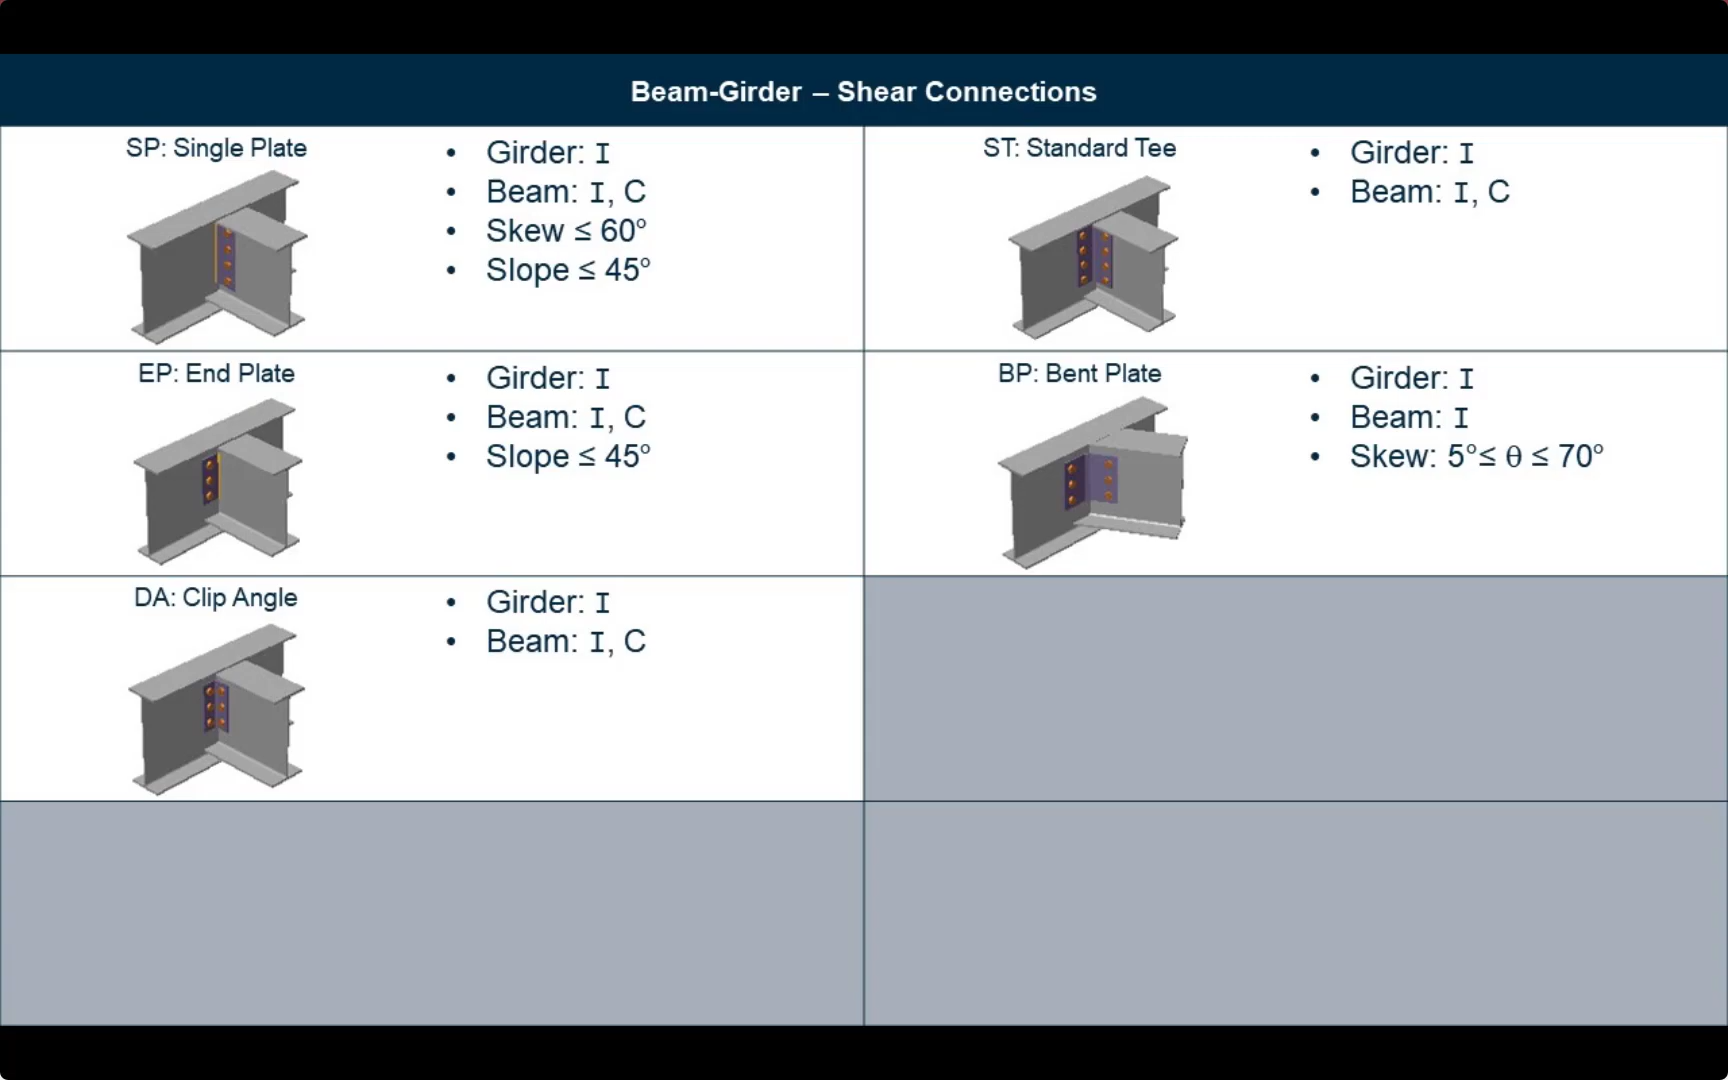 Beam-Girder – Shear Connections
SP: Single Plate
• Girder: I
• Beam: I, C
• Skew ≤ 60°
• Slope ≤ 45°
ST: Standard Tee
• Girder: I
• Beam: I, C
EP: End Plate
• Girder: I
• Beam: I, C
• Slope ≤ 45°
BP: Bent Plate
• Girder: I
• Beam: I
• Skew: 5°≤ θ ≤ 70°
DA: Clip Angle
• Girder: I
• Beam: I, C